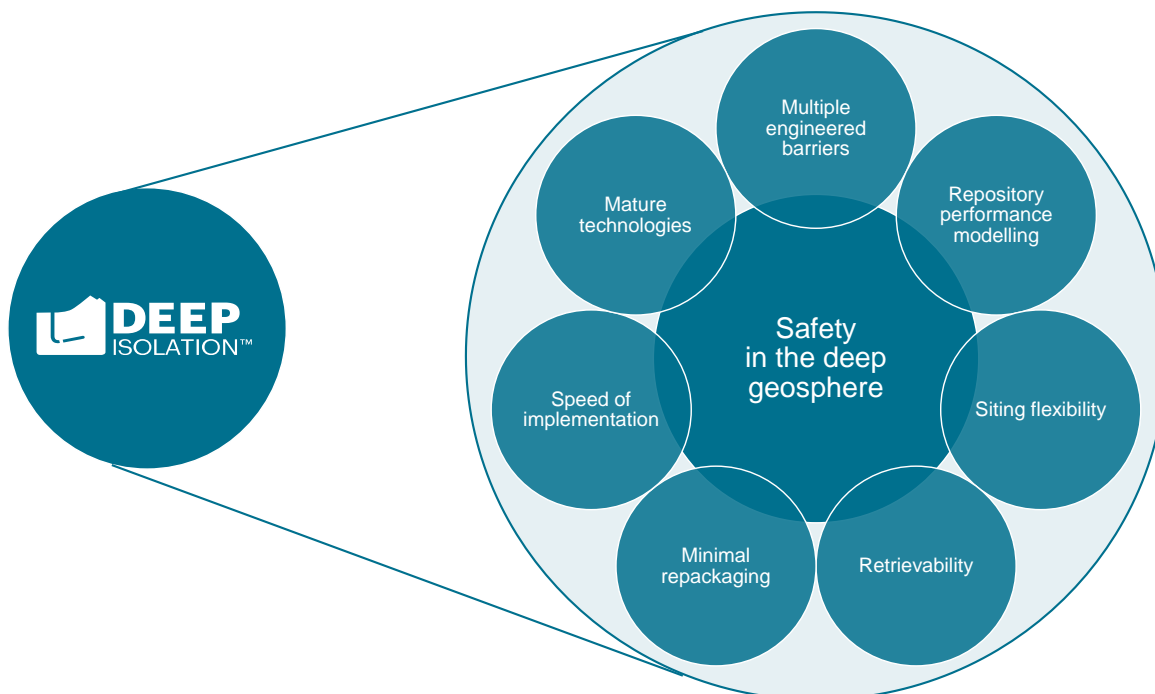 DEEP
ISOLATION™
Multiple
engineered
barriers
Repository
performance
modelling
Siting flexibility
Retrievability
Minimal
repackaging
Speed of
implementation
Mature
technologies
Safety
in the deep
geosphere